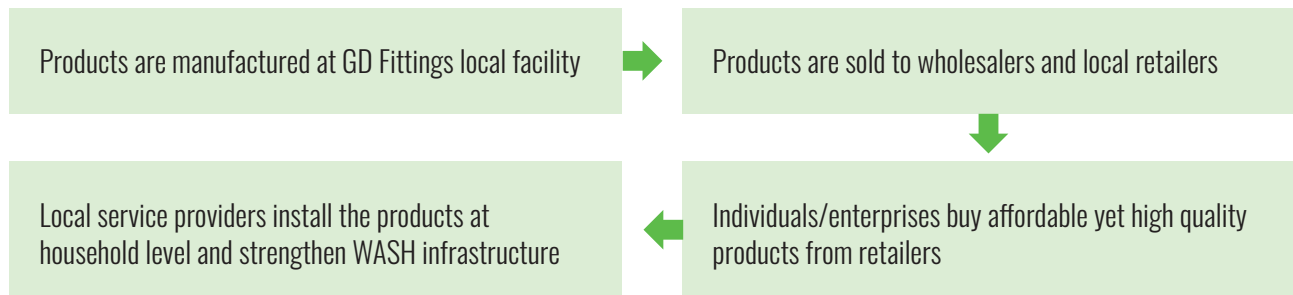 Products are manufactured at GD Fittings local facility
Products are sold to wholesalers and local retailers
Individuals/enterprises buy affordable yet high quality
products from retailers
Local service providers install the products at
household level and strengthen WASH infrastructure